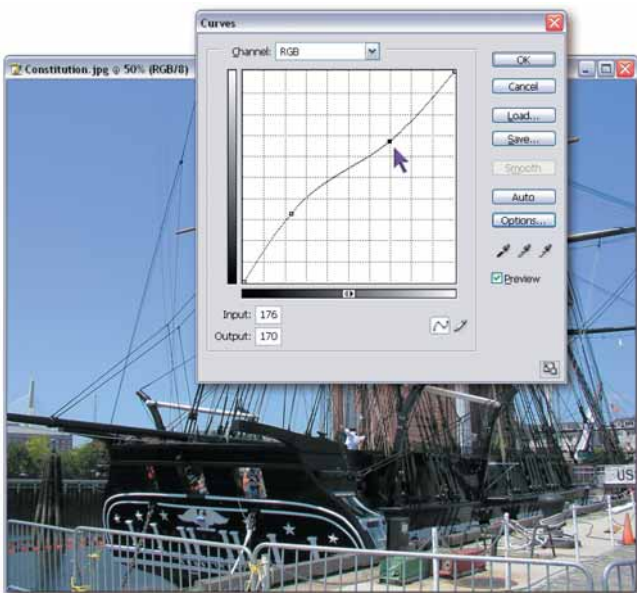 Curves
Channel: RGB
Constitution.jpg @ 50% (RGB/8)
OK
Cancel
Load...
Save...
Smooth
Auto
Options...
Preview
Input: 176
Output: 170
US